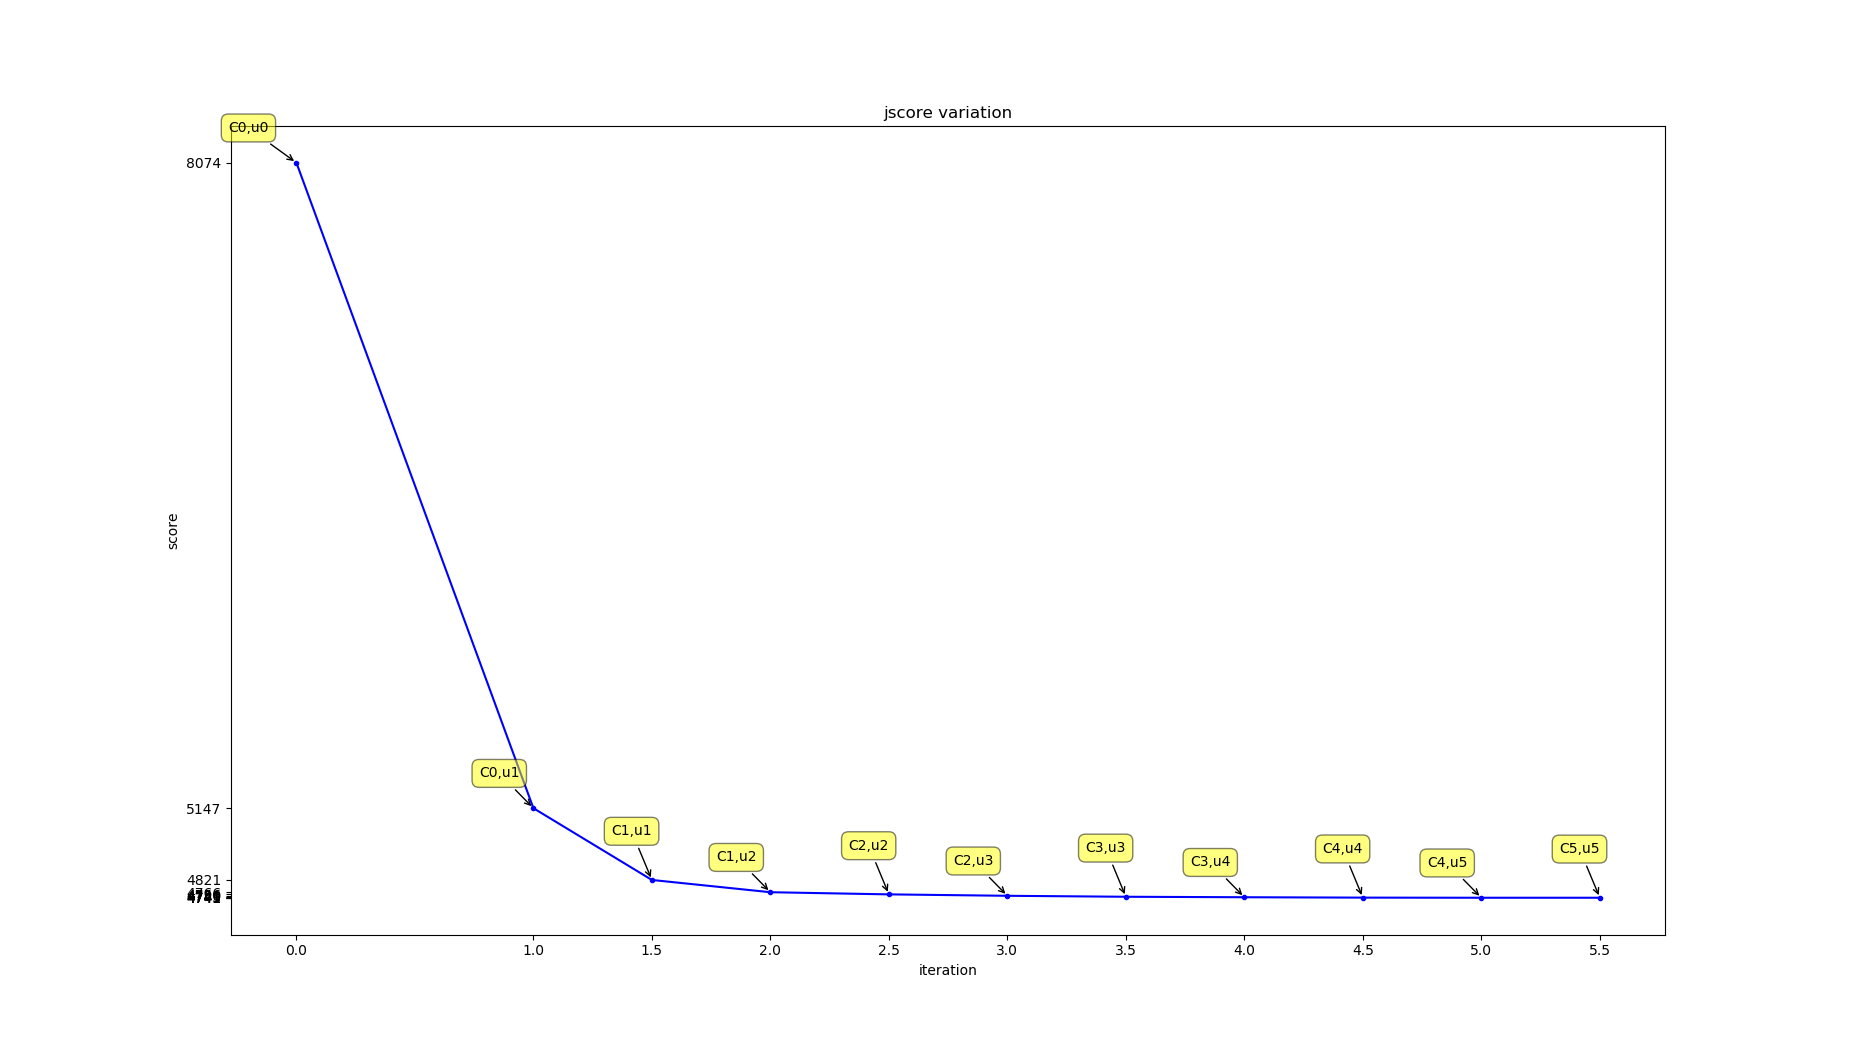 jscore variation
C0,u0
8074
score
C0,u1
5147
C1,u1
C1,u2
C2,u2
C2,u3
C3,u3
C3,u4
C4,u4
C4,u5
C5,u5
4821
0.0 1.0 1.5 2.0 2.5 3.0 3.5 4.0 4.5 5.0 5.5
iteration